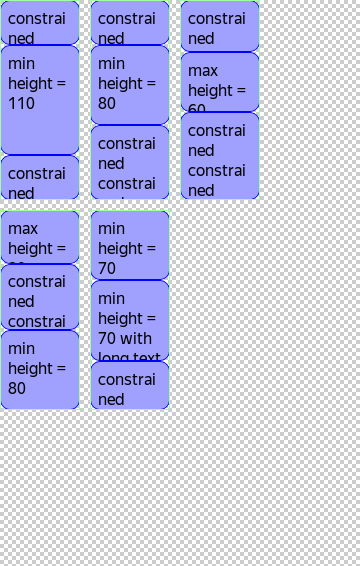 constrai
ned
min
height =
110
constrai
ned
constrai
ned
min
height =
80
constrai
ned
constrai
constrai
ned
max
height =
60
constrai
ned
constrai
ned
max
height =
constrai
ned
constrai
min
height =
80
min
height =
70
min
height =
70 with
long text
constrai
ned